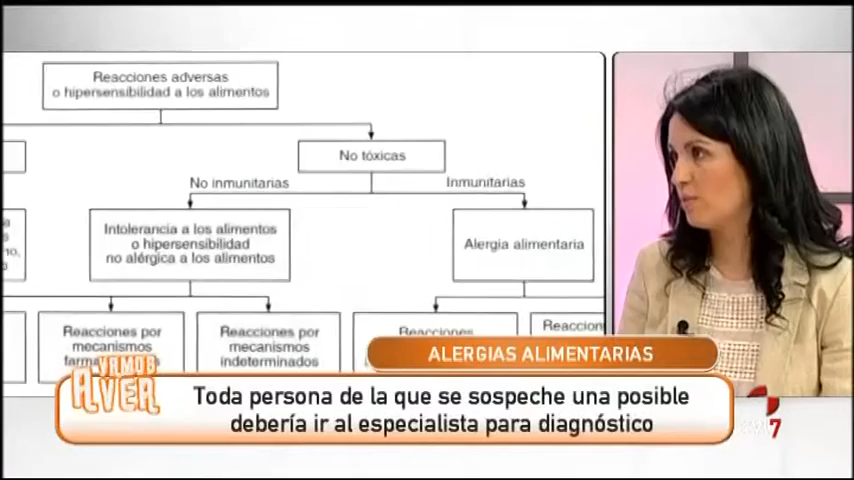 Reacciones adversas
o hipersensibilidad a los alimentos
No tóxicas
No inmunitarias
Inmunitarias
Intolerancia a los alimentos
o hipersensibilidad
no alérgica a los alimentos
Alergia alimentaria
Reacciones por
mecanismos
Reacciones por
mecanismos
indeterminados
Reacciones
Reaccion
ALERGIAS ALIMENTARIAS
VAMOS
A VER
Toda persona de la que se sospeche una posible
debería ir al especialista para diagnóstico
7